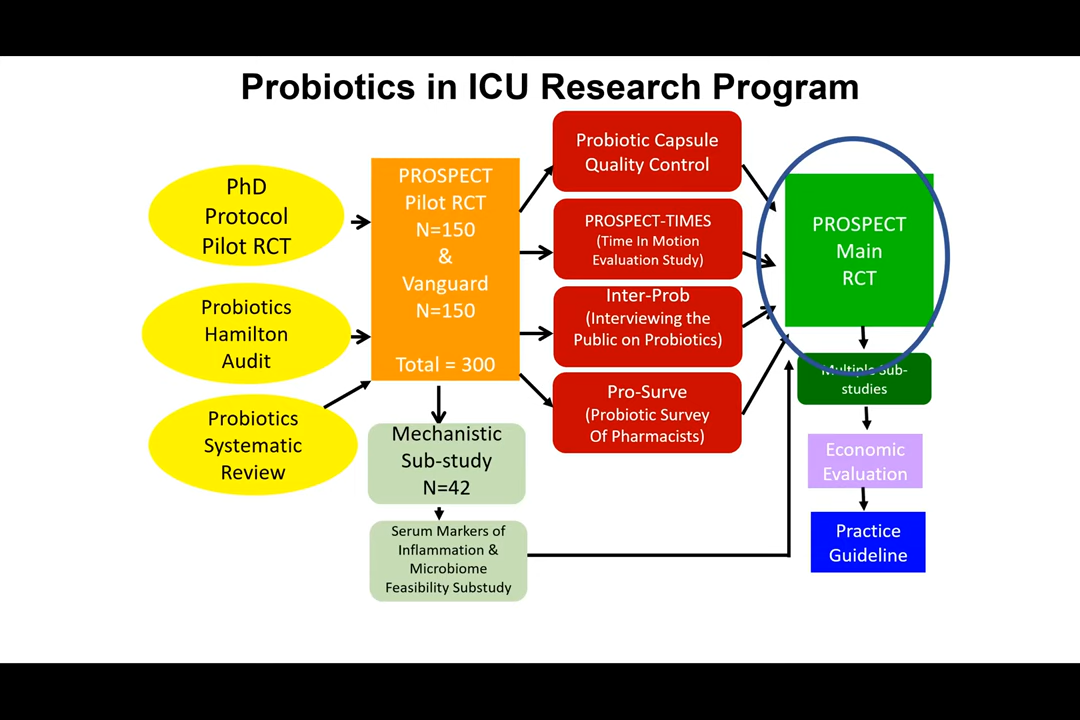 Probiotics in ICU Research Program
PhD
Protocol
Pilot RCT
Probiotics
Hamilton
Audit
Probiotics
Systematic
Review
PROSPECT
Pilot RCT
N=150
&
Vanguard
N=150
Total = 300
Mechanistic
Sub-study
N=42
Serum Markers of
Inflammation &
Microbiome
Feasibility Substudy
Probiotic Capsule
Quality Control
PROSPECT-TIMES
(Time In Motion
Evaluation Study)
Inter-Prob
(Interviewing the
Public on Probiotics)
Pro-Surve
(Probiotic Survey
Of Pharmacists)
PROSPECT
Main
RCT
Multiple Sub-
studies
Economic
Evaluation
Practice
Guideline